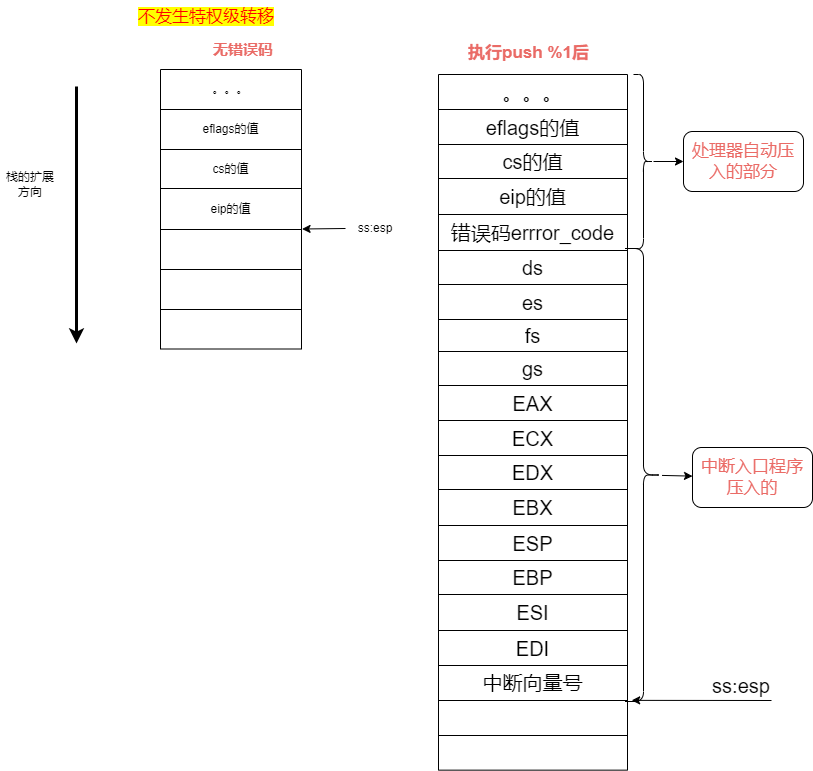 不发生特权级转移
无错误码
。。。
eflags的值
cs的值
eip的值
ss:esp
栈的扩展
方向
执行push %1后
。。。
eflags的值
cs的值
eip的值
错误码errror_code
ds
es
fs
gs
EAX
ECX
EDX
EBX
ESP
EBP
ESI
EDI
中断向量号
处理器自动压
入的部分
中断入口程序
压入的
ss:esp